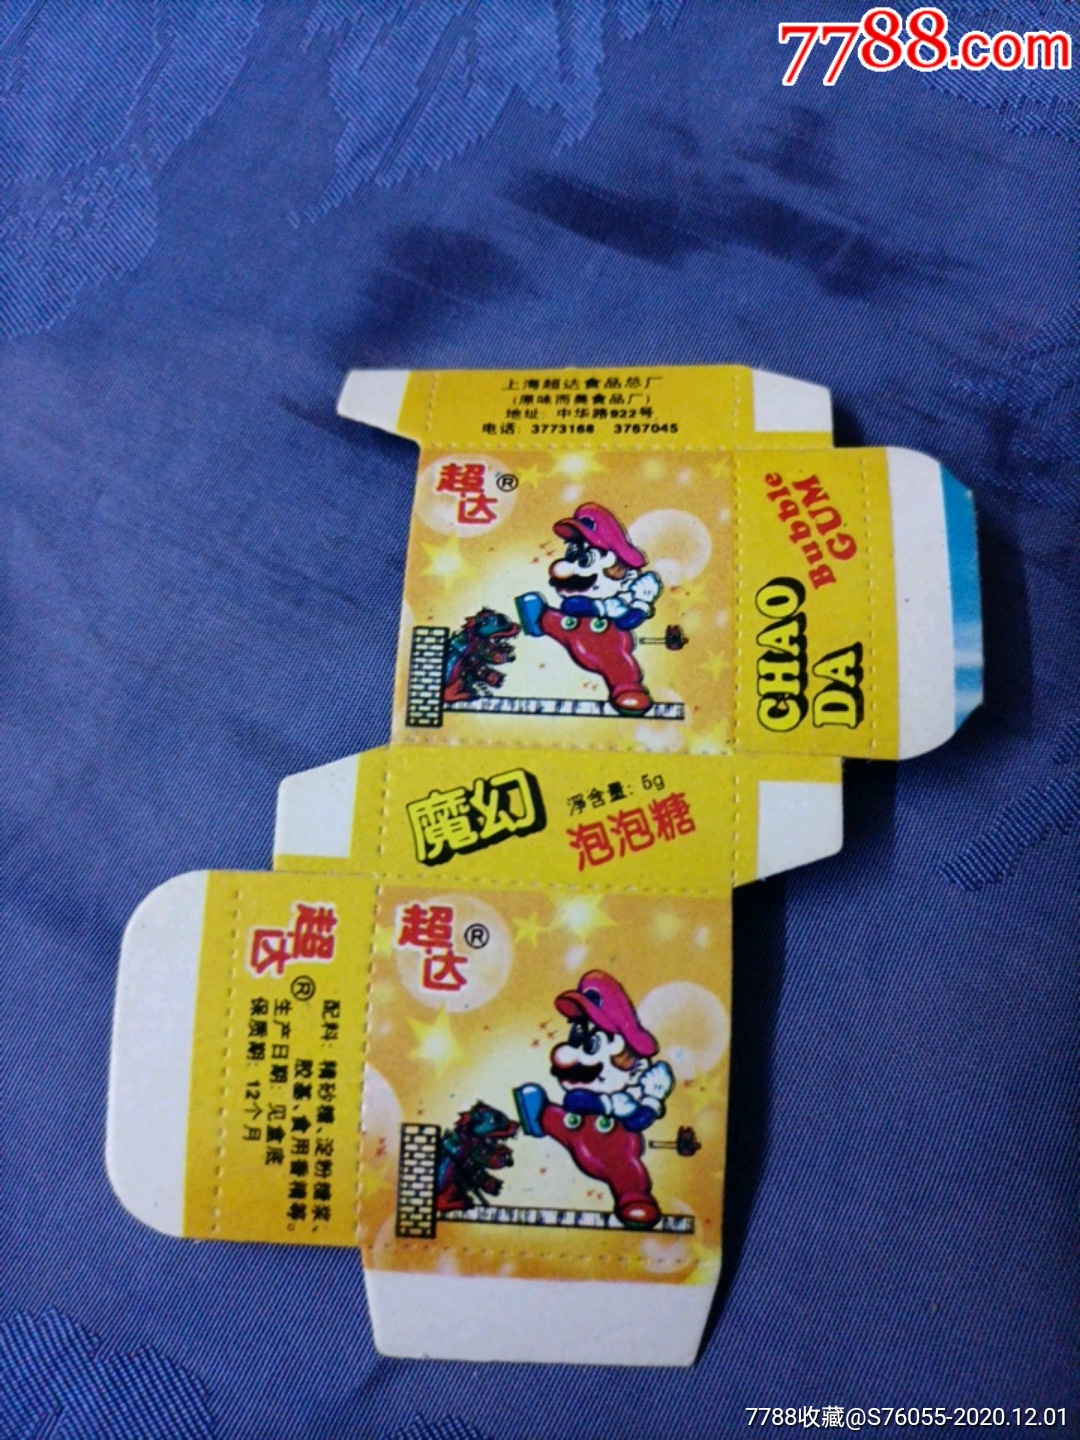 7788.com
上海超达食品总厂
(原味而美食品厂)
地址: 中华路922号
电话: 3773168 3767045
超达®
Bubble
GUM
CHAO
DA
魔幻
淨含量: 5g
泡泡糖
超达®
超达®
配料: 精砂糖、淀粉糖浆、
胶基、食用香精等。
生产日期: 见盒底
保质期: 12个月
7788收藏@S76055-2020.12.01